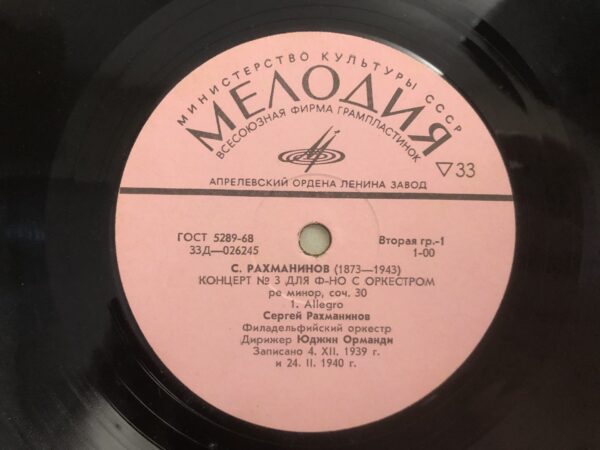 МИНИСТЕРСТВО КУЛЬТУРЫ СССР
МЕЛОДИЯ
ВСЕСОЮЗНАЯ ФИРМА ГРАМПЛАСТИНОК
▽33
АПРЕЛЕВСКИЙ ОРДЕНА ЛЕНИНА ЗАВОД
ГОСТ 5289-68
Вторая гр.-1
33Д—026245
1-00
С. РАХМАНИНОВ (1873—1943)
КОНЦЕРТ № 3 ДЛЯ Ф-НО С ОРКЕСТРОМ
ре минор, соч. 30
1. Allegro
Сергей Рахманинов
Филадельфийский оркестр
Дирижер Юджин Орманди
Записано 4. XII. 1939 г.
и 24. II. 1940 г.